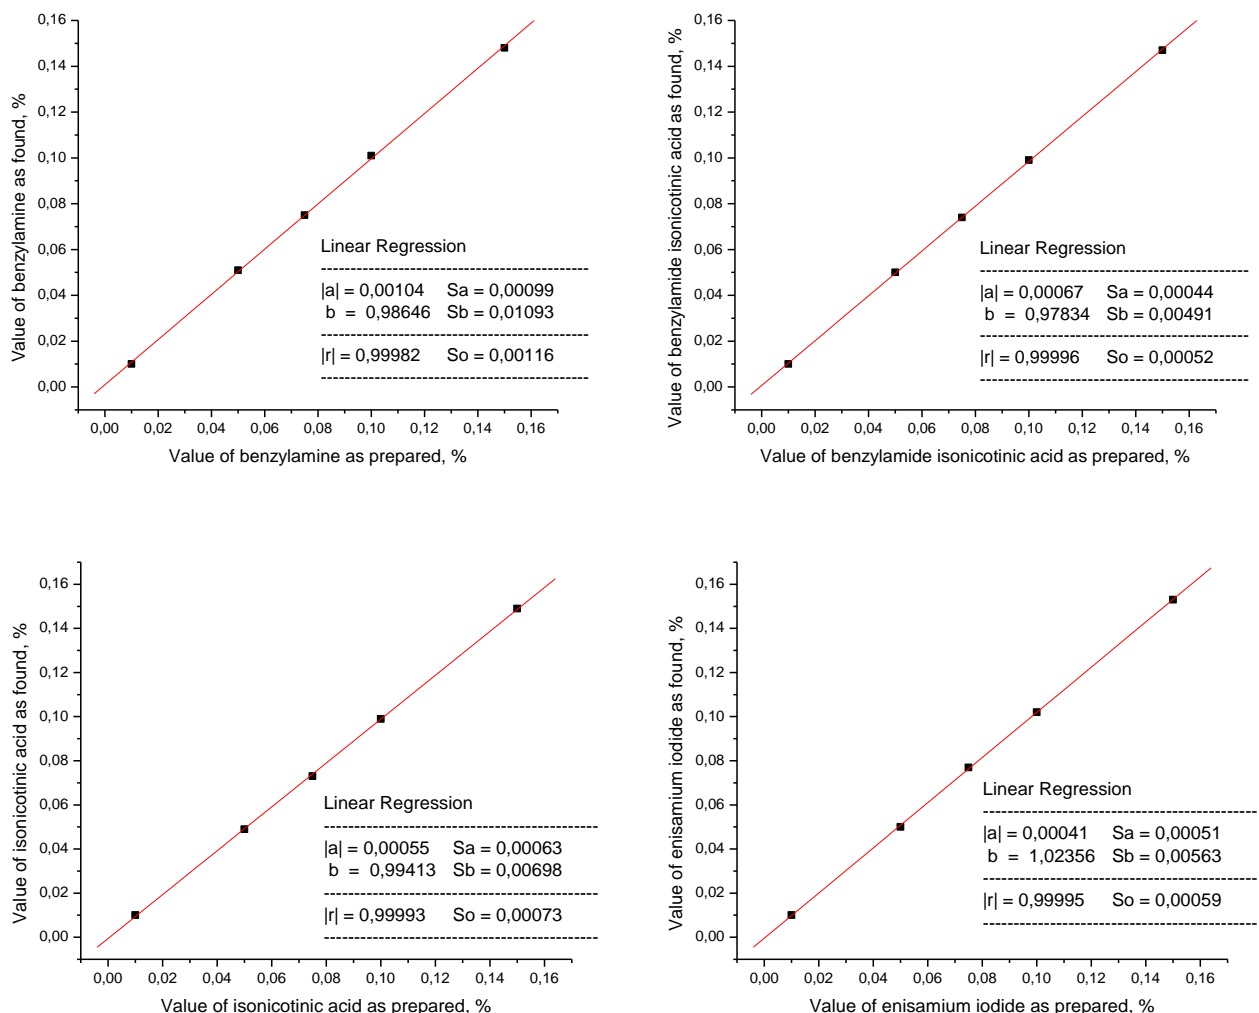 Value of benzylamine as found, %
0,16
0,14
0,12
0,10
0,08
0,06
0,04
0,02
0,00
Linear Regression
|a| = 0,00104 Sa = 0,00099
b = 0,98646 Sb = 0,01093
|r| = 0,99982 So = 0,00116
0,00 0,02 0,04 0,06 0,08 0,10 0,12 0,14 0,16
Value of benzylamine as prepared, %
Value of benzylamide isonicotinic acid as found, %
0,16
0,14
0,12
0,10
0,08
0,06
0,04
0,02
0,00
Linear Regression
|a| = 0,00067 Sa = 0,00044
b = 0,97834 Sb = 0,00491
|r| = 0,99996 So = 0,00052
0,00 0,02 0,04 0,06 0,08 0,10 0,12 0,14 0,16
Value of benzylamide isonicotinic acid as prepared, %
Value of isonicotinic acid as found, %
0,16
0,14
0,12
0,10
0,08
0,06
0,04
0,02
0,00
Linear Regression
|a| = 0,00055 Sa = 0,00063
b = 0,99413 Sb = 0,00698
|r| = 0,99993 So = 0,00073
0,00 0,02 0,04 0,06 0,08 0,10 0,12 0,14 0,16
Value of isonicotinic acid as prepared, %
Value of enisamium iodide as found, %
0,16
0,14
0,12
0,10
0,08
0,06
0,04
0,02
0,00
Linear Regression
|a| = 0,00041 Sa = 0,00051
b = 1,02356 Sb = 0,00563
|r| = 0,99995 So = 0,00059
0,00 0,02 0,04 0,06 0,08 0,10 0,12 0,14 0,16
Value of enisamium iodide as prepared, %